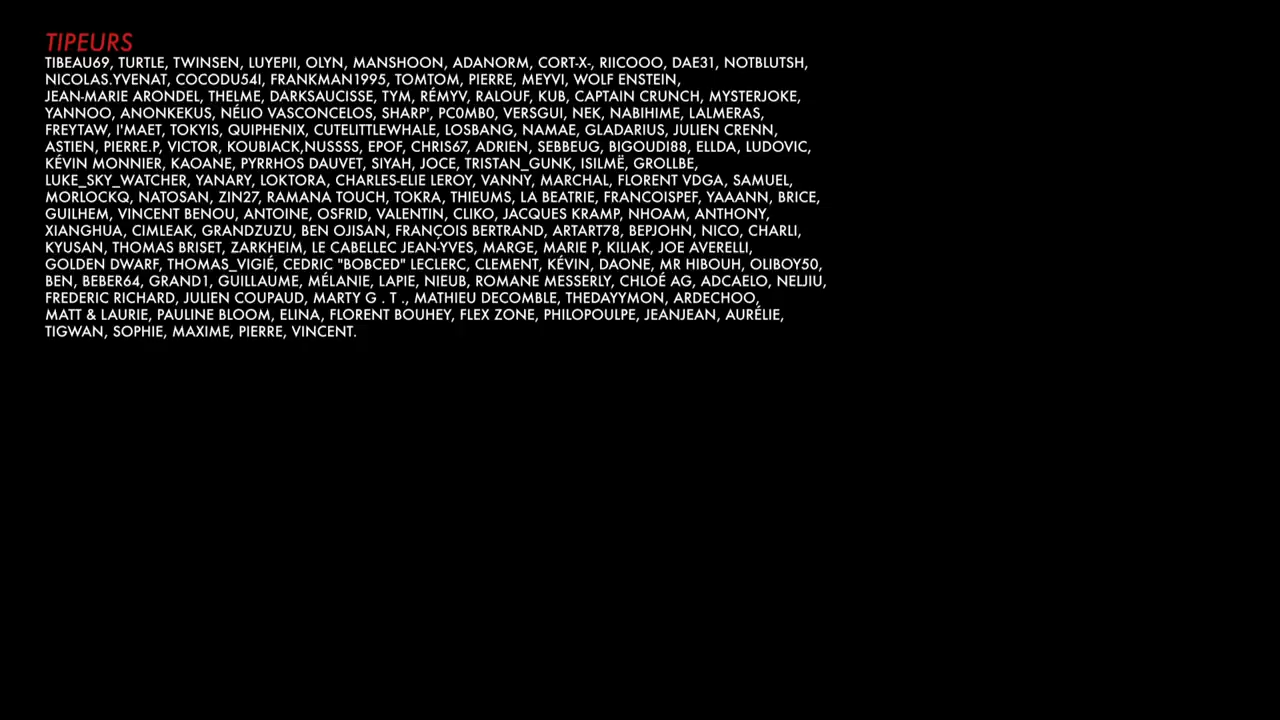 TIPEURS
TIBEAU69, TURTLE, TWINSEN, LUYEPII, OLYN, MANSHOON, ADANORM, CORT-X-, RIICOOO, DAE31, NOTBLUTSH,
NICOLAS.YVENAT, COCODU54I, FRANKMAN1995, TOMTOM, PIERRE, MEYVI, WOLF ENSTEIN,
JEAN-MARIE ARONDEL, THELME, DARKSAUCISSE, TYM, RÉMYV, RALOUF, KUB, CAPTAIN CRUNCH, MYSTERJOKE,
YANNOO, ANONKEKUS, NÉLIO VASCONCELOS, SHARP', PC0MB0, VERSGUI, NEK, NABIHIME, LALMERAS,
FREYTAW, I'MAET, TOKYIS, QUIPHENIX, CUTELITTLEWHALE, LOSBANG, NAMAE, GLADARIUS, JULIEN CRENN,
ASTIEN, PIERRE.P, VICTOR, KOUBIACK,NUSSSS, EPOF, CHRIS67, ADRIEN, SEBBEUG, BIGOUDI88, ELLDA, LUDOVIC,
KÉVIN MONNIER, KAOANE, PYRRHOS DAUVET, SIYAH, JOCE, TRISTAN_GUNK, ISILMË, GROLLBE,
LUKE_SKY_WATCHER, YANARY, LOKTORA, CHARLES-ELIE LEROY, VANNY, MARCHAL, FLORENT VDGA, SAMUEL,
MORLOCKQ, NATOSAN, ZIN27, RAMANA TOUCH, TOKRA, THIEUMS, LA BEATRIE, FRANCOISPEF, YAAANN, BRICE,
GUILHEM, VINCENT BENOU, ANTOINE, OSFRID, VALENTIN, CLIKO, JACQUES KRAMP, NHOAM, ANTHONY,
XIANGHUA, CIMLEAK, GRANDZUZU, BEN OJISAN, FRANÇOIS BERTRAND, ARTART78, BEPJOHN, NICO, CHARLI,
KYUSAN, THOMAS BRISET, ZARKHEIM, LE CABELLEC JEAN-YVES, MARGE, MARIE P, KILIAK, JOE AVERELLI,
GOLDEN DWARF, THOMAS_VIGIÉ, CEDRIC "BOBCED" LECLERC, CLEMENT, KÉVIN, DAONE, MR HIBOUH, OLIBOY50,
BEN, BEBER64, GRAND1, GUILLAUME, MÉLANIE, LAPIE, NIEUB, ROMANE MESSERLY, CHLOÉ AG, ADCAELO, NELJIU,
FREDERIC RICHARD, JULIEN COUPAUD, MARTY G . T ., MATHIEU DECOMBLE, THEDAYYMON, ARDECHOO,
MATT & LAURIE, PAULINE BLOOM, ELINA, FLORENT BOUHEY, FLEX ZONE, PHILOPOULPE, JEANJEAN, AURÉLIE,
TIGWAN, SOPHIE, MAXIME, PIERRE, VINCENT.